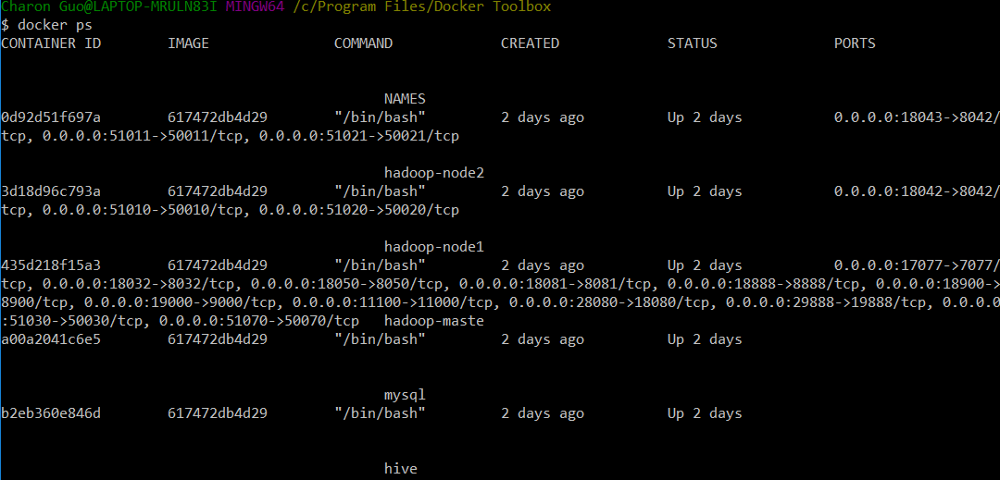 Charon Guo@LAPTOP-MRULN83I MINGW64 /c/Program Files/Docker Toolbox
$ docker ps
CONTAINER ID        IMAGE               COMMAND             CREATED             STATUS              PORTS
NAMES
0d92d51f697a        617472db4d29        "/bin/bash"         2 days ago          Up 2 days           0.0.0.0:18043->8042/
tcp, 0.0.0.0:51011->50011/tcp, 0.0.0.0:51021->50021/tcp
hadoop-node2
3d18d96c793a        617472db4d29        "/bin/bash"         2 days ago          Up 2 days           0.0.0.0:18042->8042/
tcp, 0.0.0.0:51010->50010/tcp, 0.0.0.0:51020->50020/tcp
hadoop-node1
435d218f15a3        617472db4d29        "/bin/bash"         2 days ago          Up 2 days           0.0.0.0:17077->7077/
tcp, 0.0.0.0:18032->8032/tcp, 0.0.0.0:18050->8050/tcp, 0.0.0.0:18081->8081/tcp, 0.0.0.0:18888->8888/tcp, 0.0.0.0:18900->
8900/tcp, 0.0.0.0:19000->9000/tcp, 0.0.0.0:11100->11000/tcp, 0.0.0.0:28080->18080/tcp, 0.0.0.0:29888->19888/tcp, 0.0.0.0
:51030->50030/tcp, 0.0.0.0:51070->50070/tcp   hadoop-maste
a00a2041c6e5        617472db4d29        "/bin/bash"         2 days ago          Up 2 days
mysql
b2eb360e846d        617472db4d29        "/bin/bash"         2 days ago          Up 2 days
hive